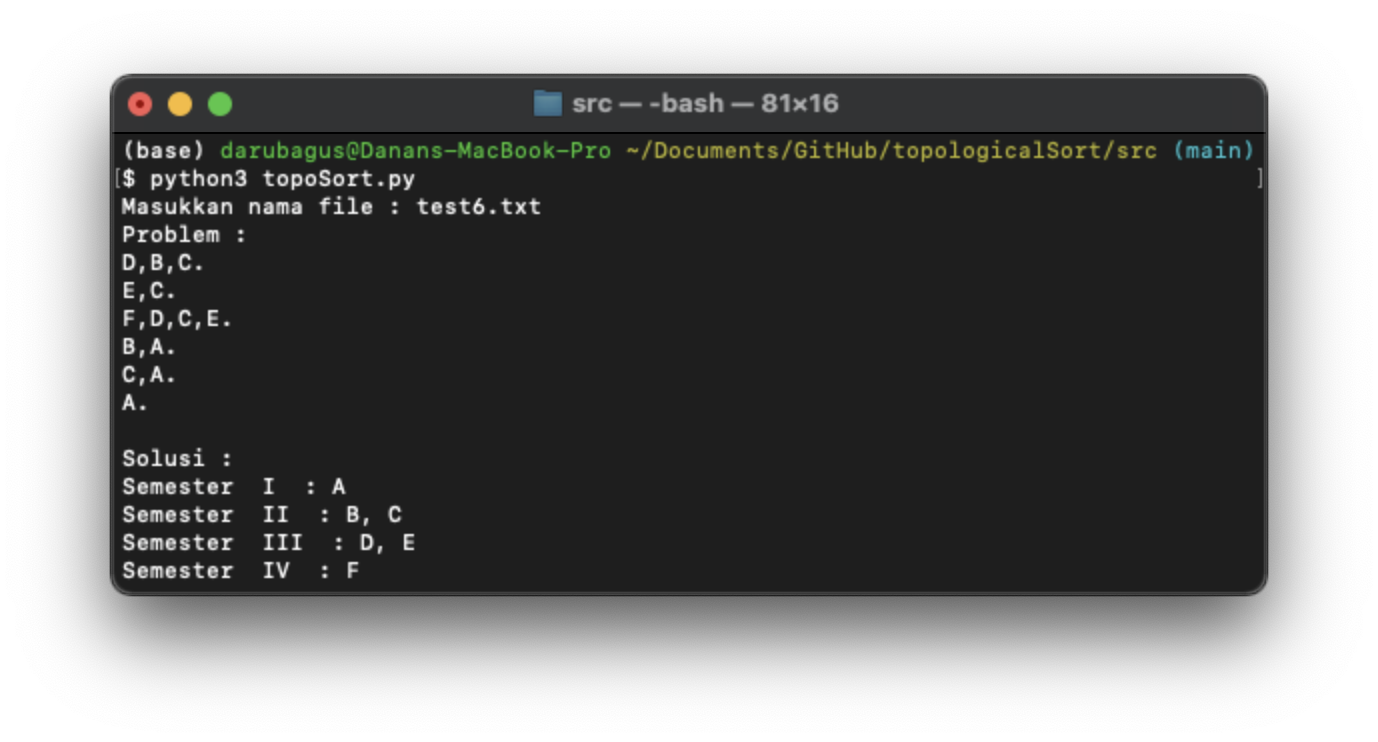 src — -bash — 81×16
(base) darubagus@Danans-MacBook-Pro ~/Documents/GitHub/topologicalSort/src (main)
[$ python3 topoSort.py ]
Masukkan nama file : test6.txt
Problem :
D,B,C.
E,C.
F,D,C,E.
B,A.
C,A.
A.
Solusi :
Semester  I  : A
Semester  II  : B, C
Semester  III  : D, E
Semester  IV  : F